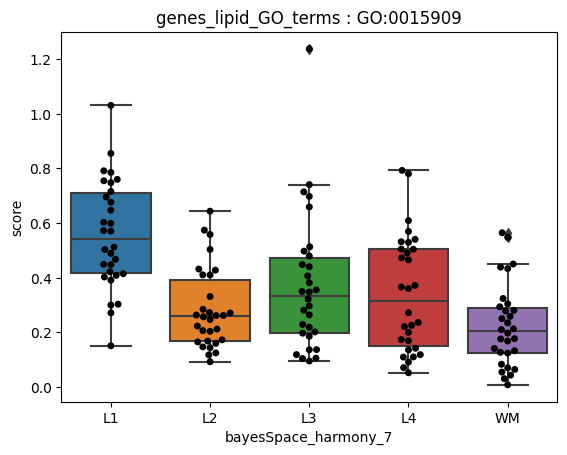 genes_lipid_GO_terms : GO:0015909
score
1.2
1.0
0.8
0.6
0.4
0.2
0.0
L1 L2 L3 L4 WM
bayesSpace_harmony_7